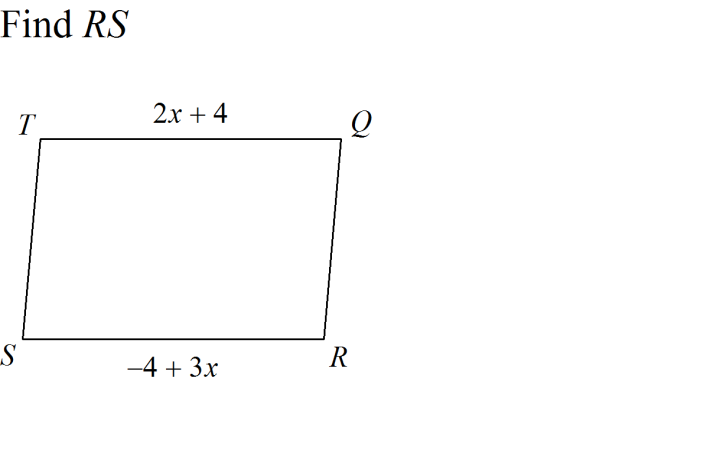 Find RS
2x + 4
T
Q
S
R
–4 + 3x